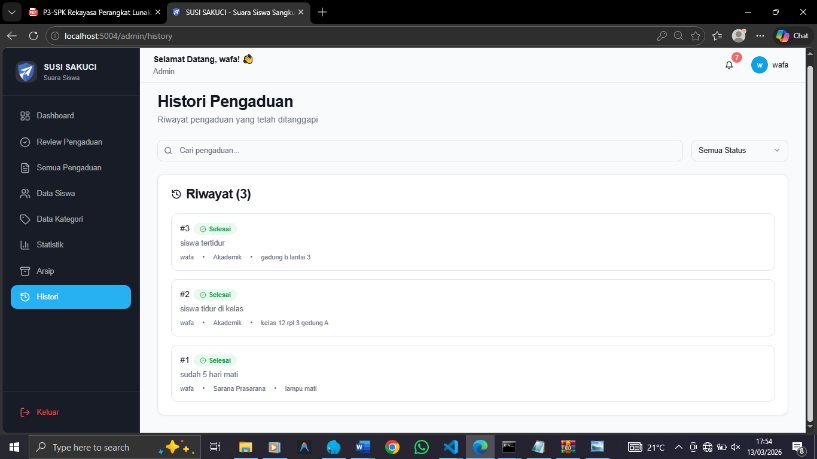 P3-SPK Rekayasa Perangkat Lunak
SUSI SAKUCI - Suara Siswa Sangku
localhost:5004/admin/history
Chat
SUSI SAKUCI
Suara Siswa
Selamat Datang, wafa! 👋
Admin
7
w
wafa
Dashboard
Review Pengaduan
Semua Pengaduan
Data Siswa
Data Kategori
Statistik
Arsip
Histori
Keluar
Histori Pengaduan
Riwayat pengaduan yang telah ditanggapi
Cari pengaduan...
Semua Status
Riwayat (3)
#3 Selesai
siswa tertidur
wafa • Akademik • gedung b lantai 3
#2 Selesai
siswa tidur di kelas
wafa • Akademik • kelas 12 rpl 3 gedung A
#1 Selesai
sudah 5 hari mati
wafa • Sarana Prasarana • lampu mati
Type here to search
21°C
17:54
13/03/2026
8